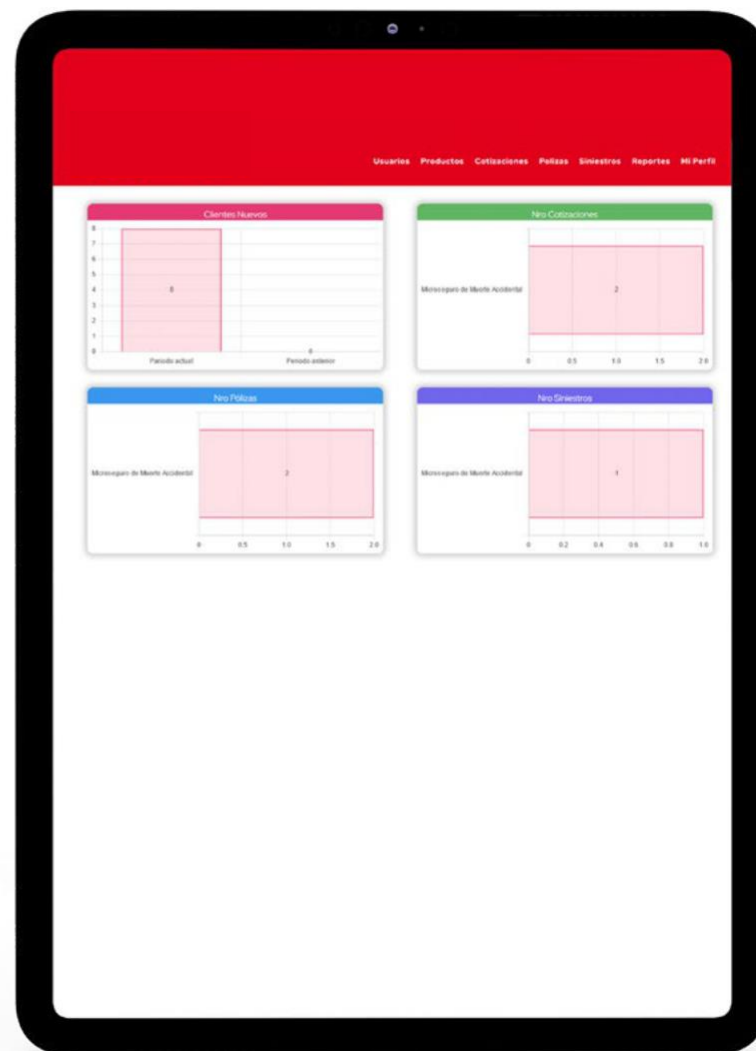 Usuarios Productos Cotizaciones Polizas Siniestros Reportes Mi Perfil
Clientes Nuevos
8
7
6
5
4
3
2
1
0
8
0
Periodo actual Periodo anterior
Nro Cotizaciones
Microseguro de Muerte Accidental
2
0 0.5 1.0 1.5 2.0
Nro Pólizas
Microseguro de Muerte Accidental
2
0 0.5 1.0 1.5 2.0
Nro Siniestros
Microseguro de Muerte Accidental
1
0 0.2 0.4 0.6 0.8 1.0